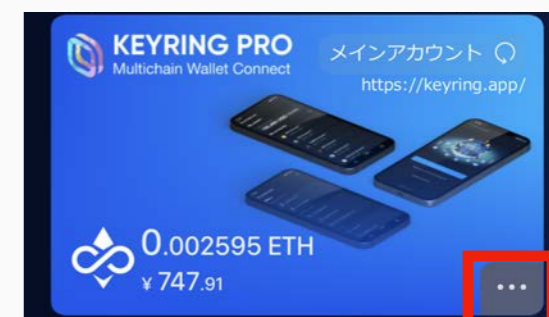 KEYRING PRO
Multichain Wallet Connect
メインアカウント
https://keyring.app/
0.002595 ETH
¥ 747.91